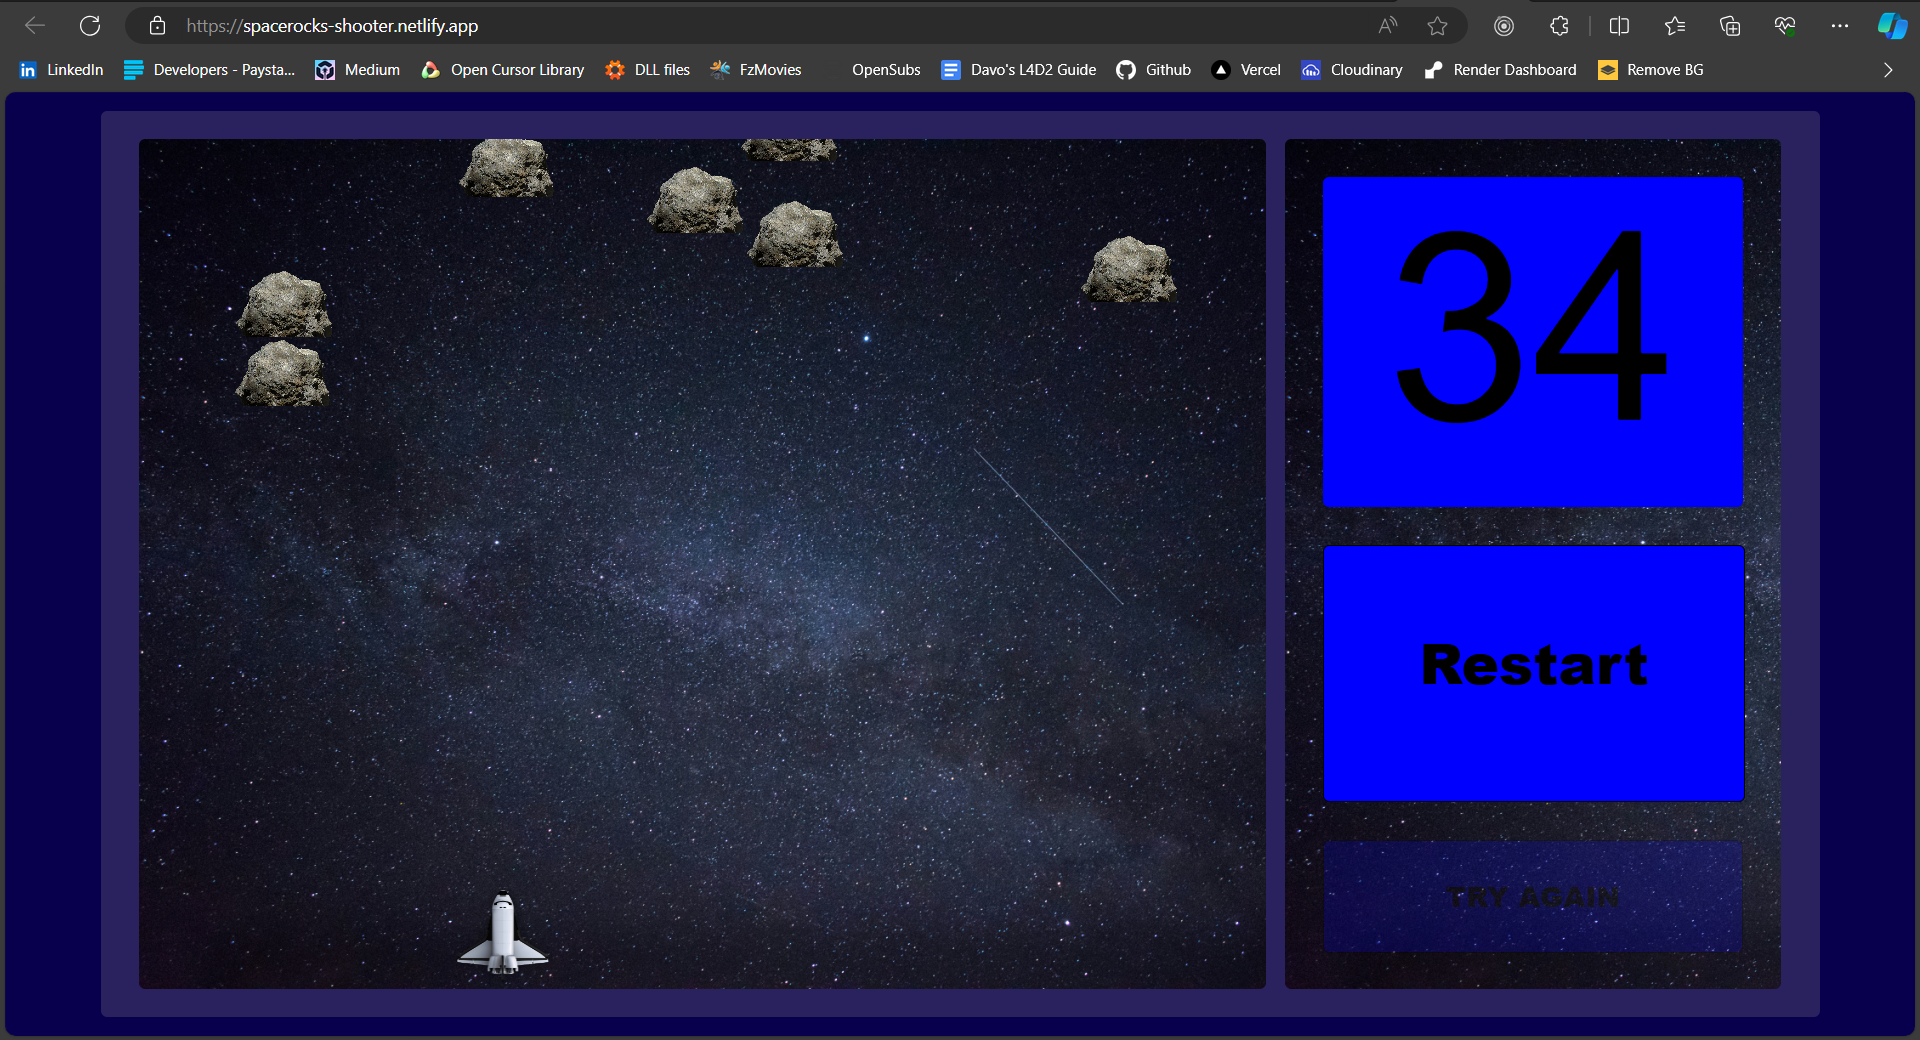 https://spacerocks-shooter.netlify.app
LinkedIn Developers - Paysta... Medium Open Cursor Library DLL files FzMovies OpenSubs Davo's L4D2 Guide Github Vercel Cloudinary Render Dashboard Remove BG
34
Restart
TRY AGAIN